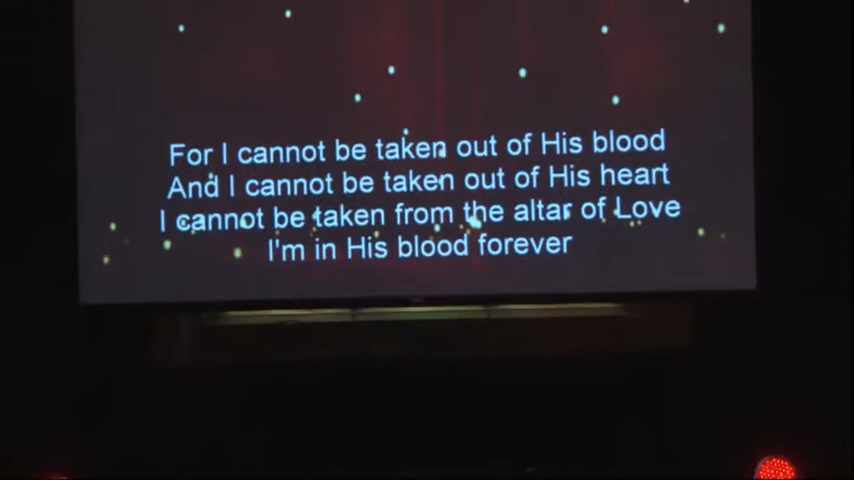 For I cannot be taken out of His blood
And I cannot be taken out of His heart
I cannot be taken from the altar of Love
I'm in His blood forever